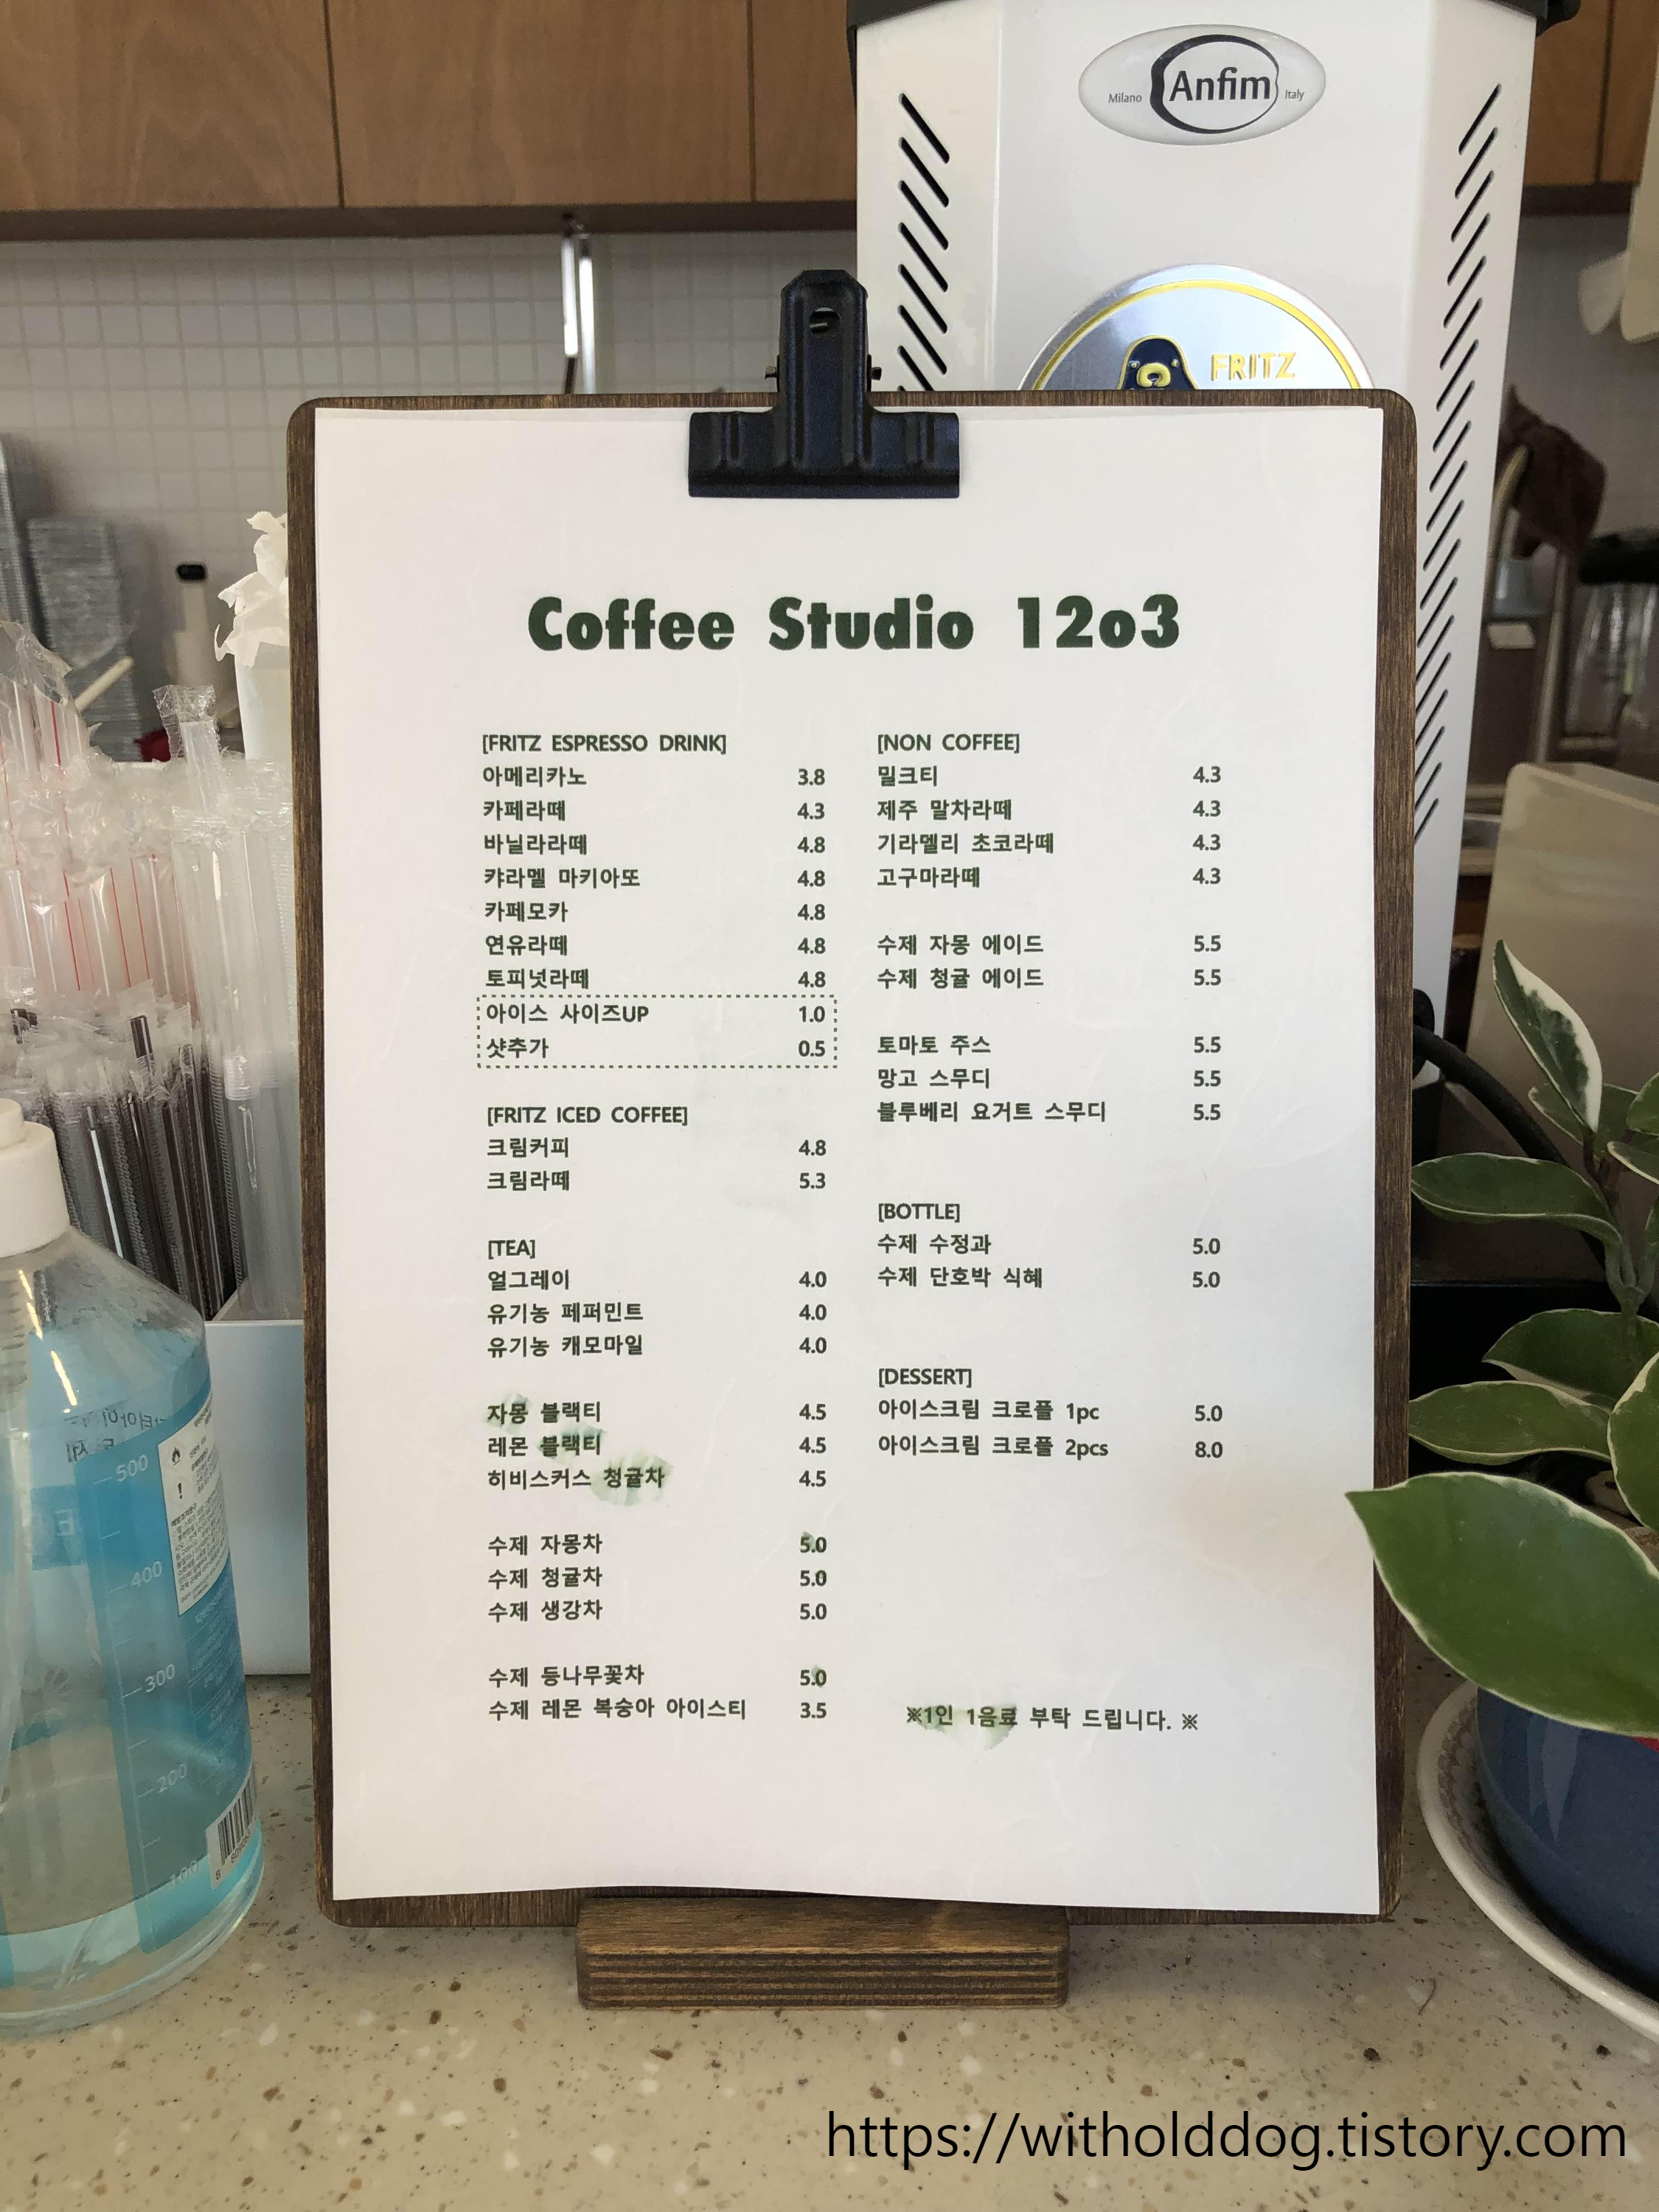 Milano Anfim Italy
FRITZ
Coffee Studio 12o3
[FRITZ ESPRESSO DRINK]
아메리카노 3.8
카페라떼 4.3
바닐라라떼 4.8
캬라멜 마키아또 4.8
카페모카 4.8
연유라떼 4.8
토피넛라떼 4.8
아이스 사이즈UP 1.0
샷추가 0.5
[FRITZ ICED COFFEE]
크림커피 4.8
크림라떼 5.3
[TEA]
얼그레이 4.0
유기농 페퍼민트 4.0
유기농 캐모마일 4.0
자몽 블랙티 4.5
레몬 블랙티 4.5
히비스커스 청귤차 4.5
수제 자몽차 5.0
수제 청귤차 5.0
수제 생강차 5.0
수제 등나무꽃차 5.0
수제 레몬 복숭아 아이스티 3.5
[NON COFFEE]
밀크티 4.3
제주 말차라떼 4.3
기라델리 초코라떼 4.3
고구마라떼 4.3
수제 자몽 에이드 5.5
수제 청귤 에이드 5.5
토마토 주스 5.5
망고 스무디 5.5
블루베리 요거트 스무디 5.5
[BOTTLE]
수제 수정과 5.0
수제 단호박 식혜 5.0
[DESSERT]
아이스크림 크로플 1pc 5.0
아이스크림 크로플 2pcs 8.0
※1인 1음료 부탁 드립니다. ※
500
400
300
200
100
https://witholddog.tistory.com